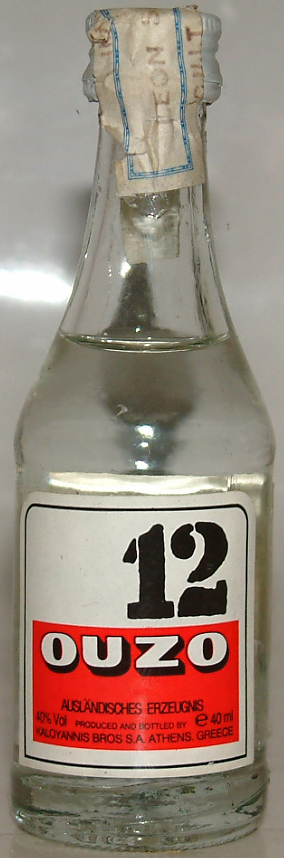 12
OUZO
AUSLÄNDISCHES ERZEUGNIS
40% Vol PRODUCED AND BOTTLED BY e 40 ml
KALOYANNIS BROS S.A. ATHENS. GREECE